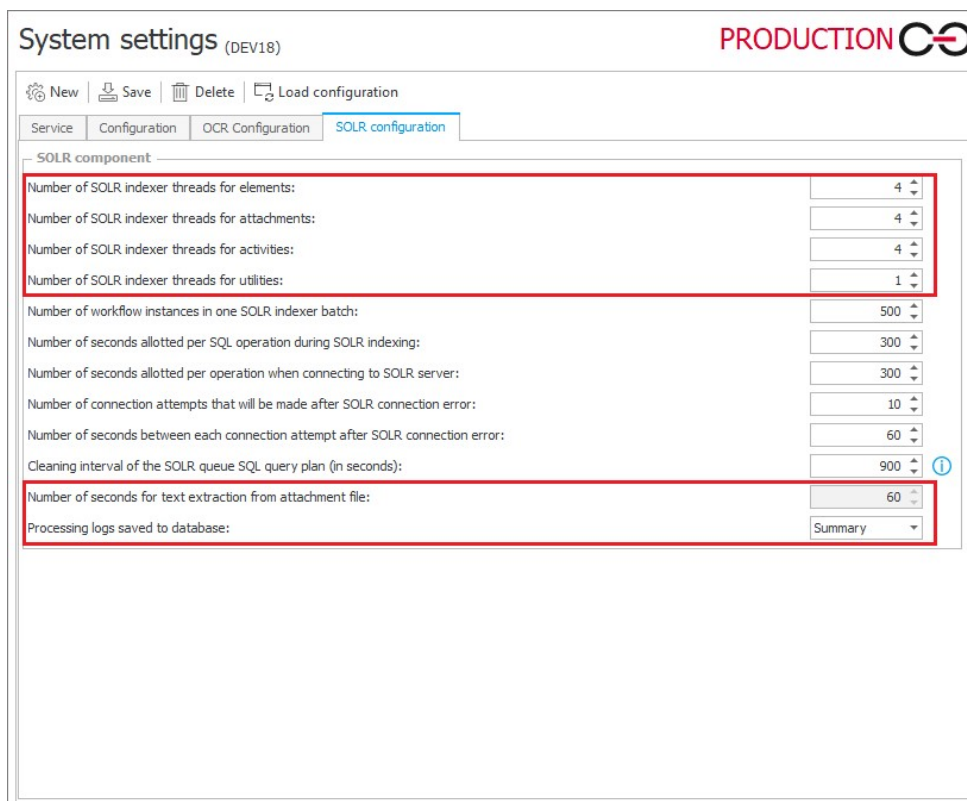 System settings (DEV18)
PRODUCTION
New Save Delete Load configuration
Service Configuration OCR Configuration SOLR configuration
SOLR component
Number of SOLR indexer threads for elements: 4
Number of SOLR indexer threads for attachments: 4
Number of SOLR indexer threads for activities: 4
Number of SOLR indexer threads for utilities: 1
Number of workflow instances in one SOLR indexer batch: 500
Number of seconds allotted per SQL operation during SOLR indexing: 300
Number of seconds allotted per operation when connecting to SOLR server: 300
Number of connection attempts that will be made after SOLR connection error: 10
Number of seconds between each connection attempt after SOLR connection error: 60
Cleaning interval of the SOLR queue SQL query plan (in seconds): 900
Number of seconds for text extraction from attachment file: 60
Processing logs saved to database: Summary